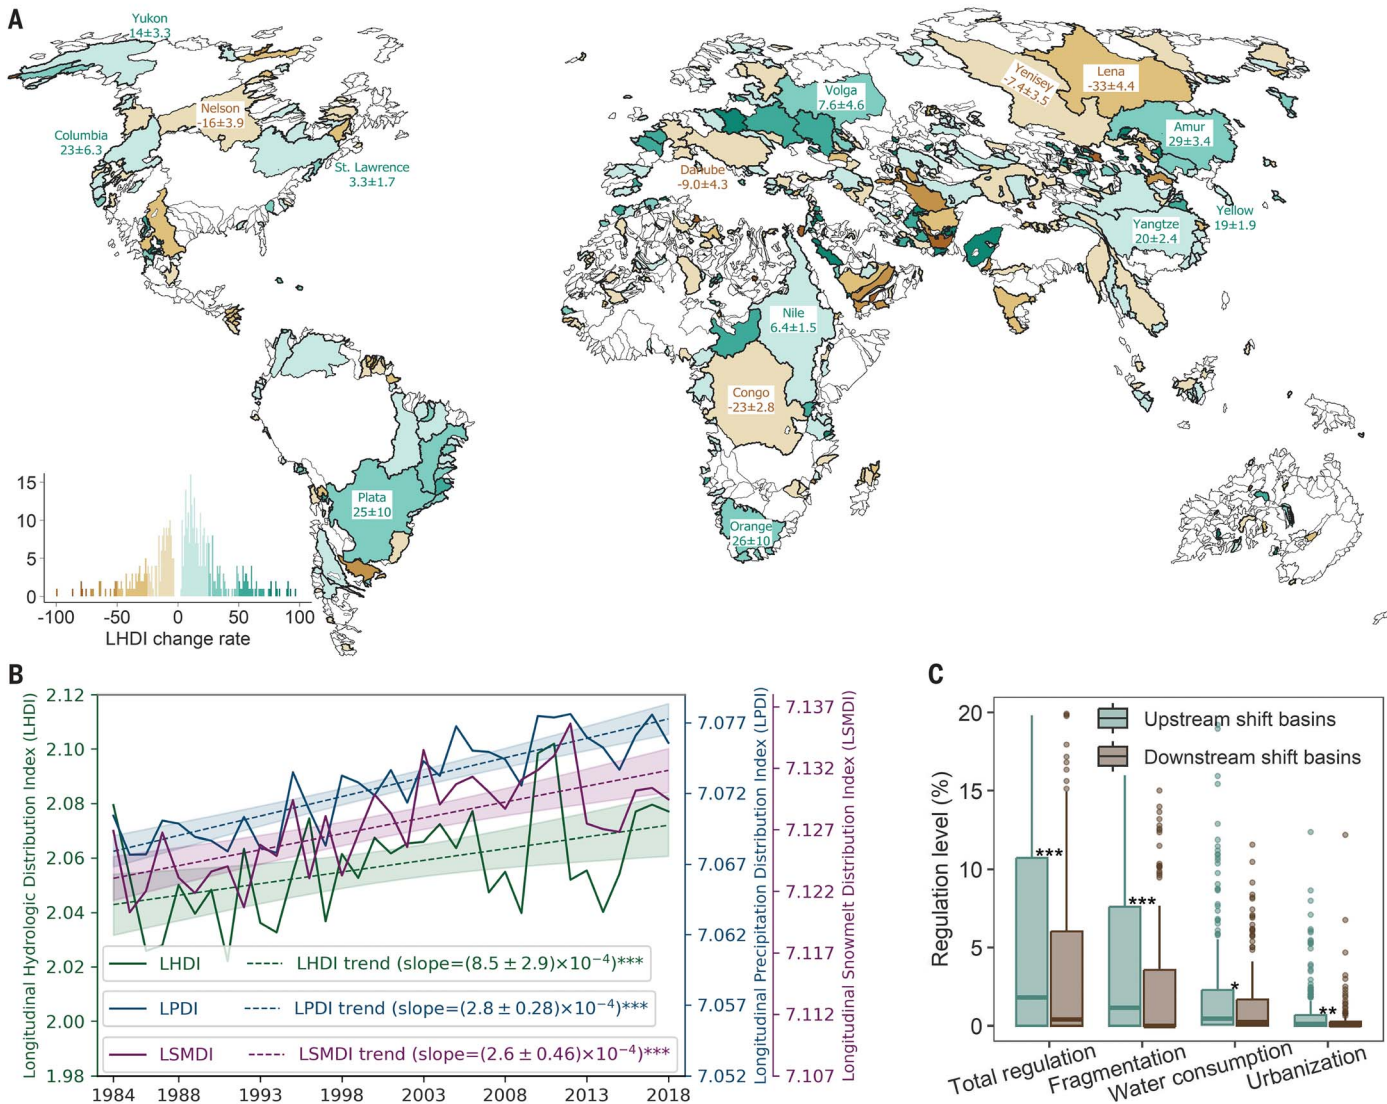 A
Yukon
14±3.3
Nelson
-16±3.9
Columbia
23±6.3
St. Lawrence
3.3±1.7
Volga
7.6±4.6
Yenisey
-7.4±3.5
Lena
-33±4.4
Amur
29±3.4
Danube
-9.0±4.3
Yellow
19±1.9
Yangtze
20±2.4
Nile
6.4±1.5
Congo
-23±2.8
Plata
25±10
Orange
26±10
15
10
5
0
-100 -50 0 50 100
LHDI change rate
B
Longitudinal Hydrologic Distribution Index (LHDI)
2.12
2.10
2.08
2.06
2.04
2.02
2.00
1.98
1984 1988 1993 1998 2003 2008 2013 2018
LHDI LHDI trend (slope=(8.5 ± 2.9)×10⁻⁴)***
LPDI LPDI trend (slope=(2.8 ± 0.28)×10⁻⁴)***
LSMDI LSMDI trend (slope=(2.6 ± 0.46)×10⁻⁴)***
7.077
7.072
7.067
7.062
7.057
7.052
Longitudinal Precipitation Distribution Index (LPDI)
7.137
7.132
7.127
7.122
7.117
7.112
7.107
Longitudinal Snowmelt Distribution Index (LSMDI)
C
Regulation level (%)
20
15
10
5
0
Upstream shift basins
Downstream shift basins
***
***
*
**
Total regulation
Fragmentation
Water consumption
Urbanization